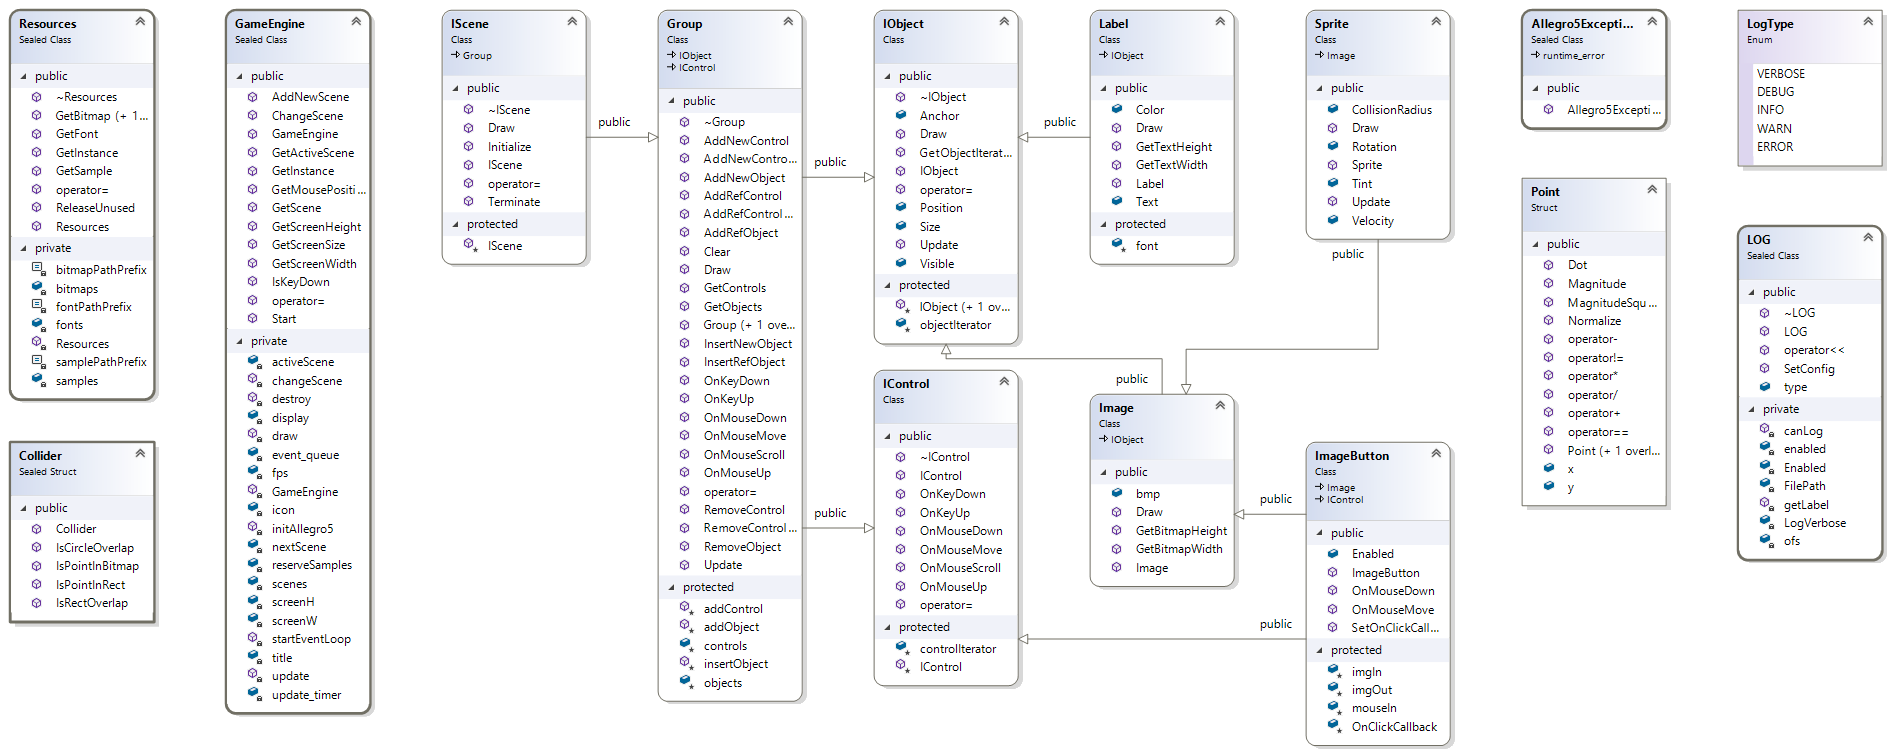 Resources
Sealed Class
public
~Resources
GetBitmap (+ 1...
GetFont
GetInstance
GetSample
operator=
ReleaseUnused
Resources
private
bitmapPathPrefix
bitmaps
fontPathPrefix
fonts
Resources
samplePathPrefix
samples
Collider
Sealed Struct
public
Collider
IsCircleOverlap
IsPointInBitmap
IsPointInRect
IsRectOverlap
GameEngine
Sealed Class
public
AddNewScene
ChangeScene
GameEngine
GetActiveScene
GetInstance
GetMousePositi...
GetScene
GetScreenHeight
GetScreenSize
GetScreenWidth
IsKeyDown
operator=
Start
private
activeScene
changeScene
destroy
display
draw
event_queue
fps
GameEngine
icon
initAllegro5
nextScene
reserveSamples
scenes
screenH
screenW
startEventLoop
title
update
update_timer
IScene
Class
Group
public
~IScene
Draw
Initialize
IScene
operator=
Terminate
protected
IScene
public
Group
Class
IObject
IControl
public
~Group
AddNewControl
AddNewContro...
AddNewObject
AddRefControl
AddRefControl...
AddRefObject
Clear
Draw
GetControls
GetObjects
Group (+ 1 ove...
InsertNewObject
InsertRefObject
OnKeyDown
OnKeyUp
OnMouseDown
OnMouseMove
OnMouseScroll
OnMouseUp
operator=
RemoveControl
RemoveControl...
RemoveObject
Update
protected
addControl
addObject
controls
insertObject
objects
public
public
IObject
Class
public
~IObject
Anchor
Draw
GetObjectIterat...
IObject
operator=
Position
Size
Update
Visible
protected
IObject (+ 1 ov...
objectIterator
IControl
Class
public
~IControl
IControl
OnKeyDown
OnKeyUp
OnMouseDown
OnMouseMove
OnMouseScroll
OnMouseUp
operator=
protected
controlIterator
IControl
public
Label
Class
IObject
public
Color
Draw
GetTextHeight
GetTextWidth
Label
Text
protected
font
public
Image
Class
IObject
public
bmp
Draw
GetBitmapHeight
GetBitmapWidth
Image
Sprite
Class
Image
public
CollisionRadius
Draw
Rotation
Sprite
Tint
Update
Velocity
public
public
public
ImageButton
Class
Image
IControl
public
Enabled
ImageButton
OnMouseDown
OnMouseMove
SetOnClickCall...
protected
imgIn
imgOut
mouseIn
OnClickCallback
Allegro5Excepti...
Sealed Class
runtime_error
public
Allegro5Excepti...
Point
Struct
public
Dot
Magnitude
MagnitudeSqu...
Normalize
operator-
operator!=
operator*
operator/
operator+
operator==
Point (+ 1 overl...
x
y
LogType
Enum
VERBOSE
DEBUG
INFO
WARN
ERROR
LOG
Sealed Class
public
~LOG
LOG
operator<<
SetConfig
type
private
canLog
enabled
Enabled
FilePath
getLabel
LogVerbose
ofs